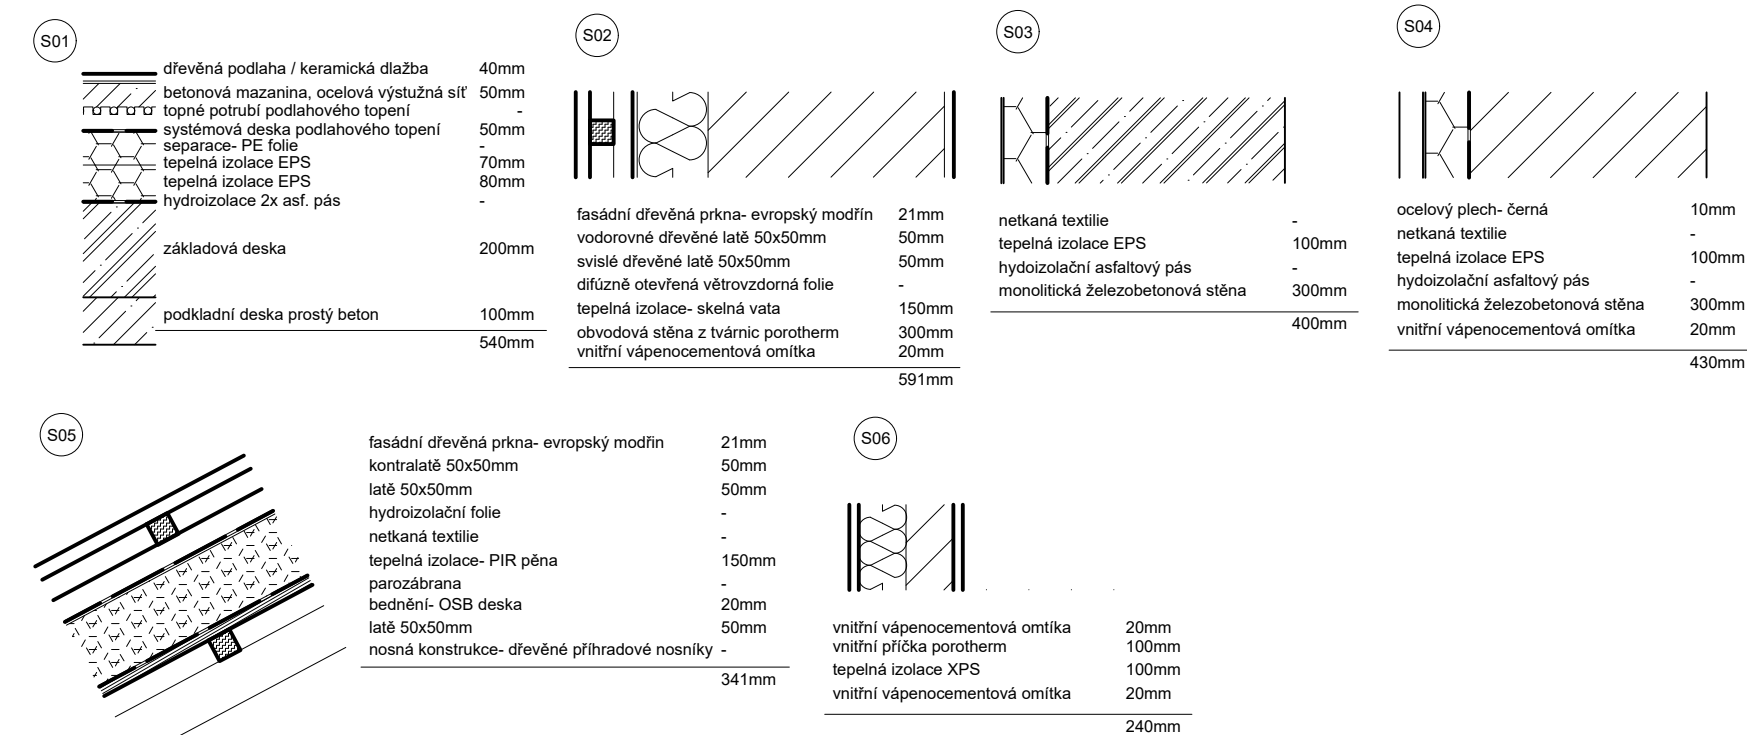 S01
dřevěná podlaha / keramická dlažba 40mm
betonová mazanina, ocelová výstužná síť 50mm
topné potrubí podlahového topení -
systémová deska podlahového topení 50mm
separace- PE folie -
tepelná izolace EPS 70mm
tepelná izolace EPS 80mm
hydroizolace 2x asf. pás -
základová deska 200mm
podkladní deska prostý beton 100mm
540mm
S02
fasádní dřevěná prkna- evropský modřín 21mm
vodorovné dřevěné latě 50x50mm 50mm
svislé dřevěné latě 50x50mm 50mm
difúzně otevřená větrovzdorná folie -
tepelná izolace- skelná vata 150mm
obvodová stěna z tvárnic porotherm 300mm
vnitřní vápenocementová omítka 20mm
591mm
S03
netkaná textilie -
tepelná izolace EPS 100mm
hydoizolační asfaltový pás -
monolitická železobetonová stěna 300mm
400mm
S04
ocelový plech- černá 10mm
netkaná textilie -
tepelná izolace EPS 100mm
hydoizolační asfaltový pás -
monolitická železobetonová stěna 300mm
vnitřní vápenocementová omítka 20mm
430mm
S05
fasádní dřevěná prkna- evropský modřin 21mm
kontralatě 50x50mm 50mm
latě 50x50mm 50mm
hydroizolační folie -
netkaná textilie -
tepelná izolace- PIR pěna 150mm
parozábrana -
bednění- OSB deska 20mm
latě 50x50mm 50mm
nosná konstrukce- dřevěné příhradové nosníky -
341mm
S06
vnitřní vápenocementová omtíka 20mm
vnitřní příčka porotherm 100mm
tepelná izolace XPS 100mm
vnitřní vápenocementová omítka 20mm
240mm